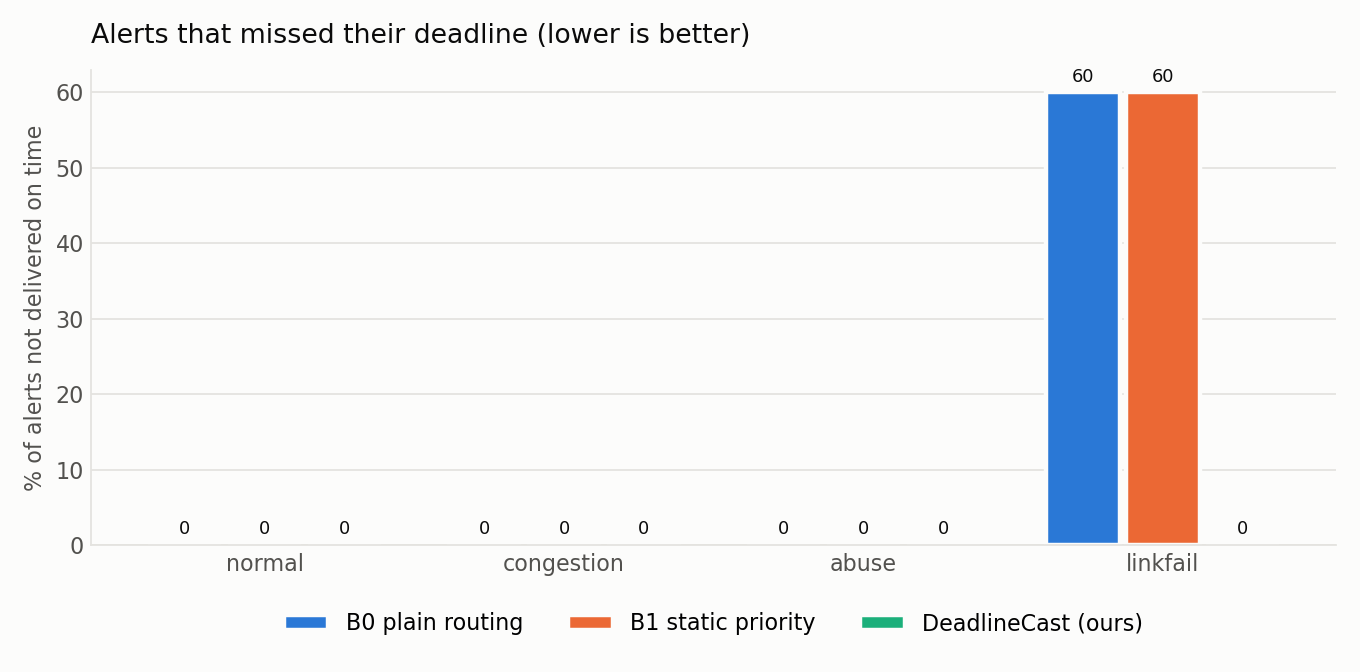 Alerts that missed their deadline (lower is better)
% of alerts not delivered on time
60
50
40
30
20
10
0
60 60
0 0 0 0 0 0 0 0 0 0
normal congestion abuse linkfail
B0 plain routing B1 static priority DeadlineCast (ours)